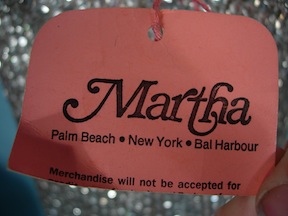 Martha
Palm Beach • New York • Bal Harbour
Merchandise will not be accepted for